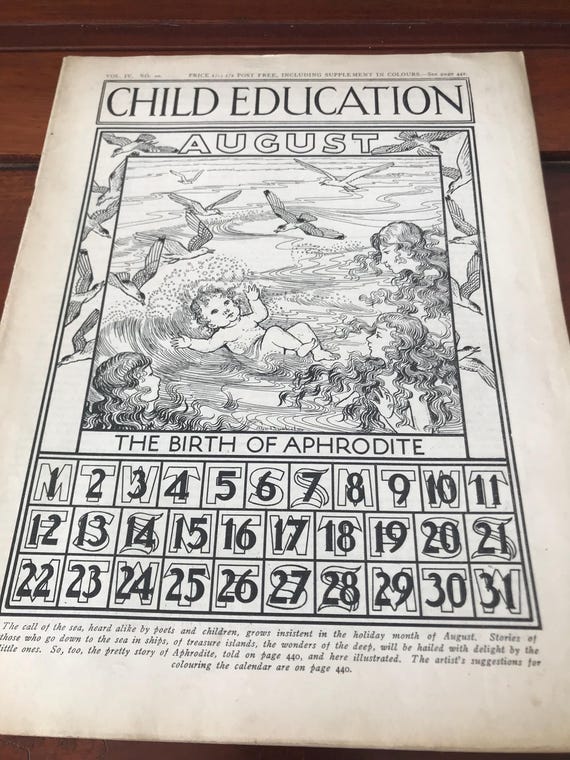 VOL. IV. NO. PRICE POST FREE, INCLUDING SUPPLEMENT IN COLOURS.—See page 441.
CHILD EDUCATION
AUGUST
THE BIRTH OF APHRODITE
1 2 3 4 5 6 7 8 9 10 11
12 13 14 15 16 17 18 19 20 21
22 23 24 25 26 27 28 29 30 31
The call of the sea, heard alike by poets and children, grows insistent in the holiday month of August. Stories of
those who go down to the sea in ships, of treasure islands, the wonders of the deep, will be hailed with delight by the
little ones. So, too, the pretty story of Aphrodite, told on page 440, and here illustrated. The artist's suggestions for
colouring the calendar are on page 440.